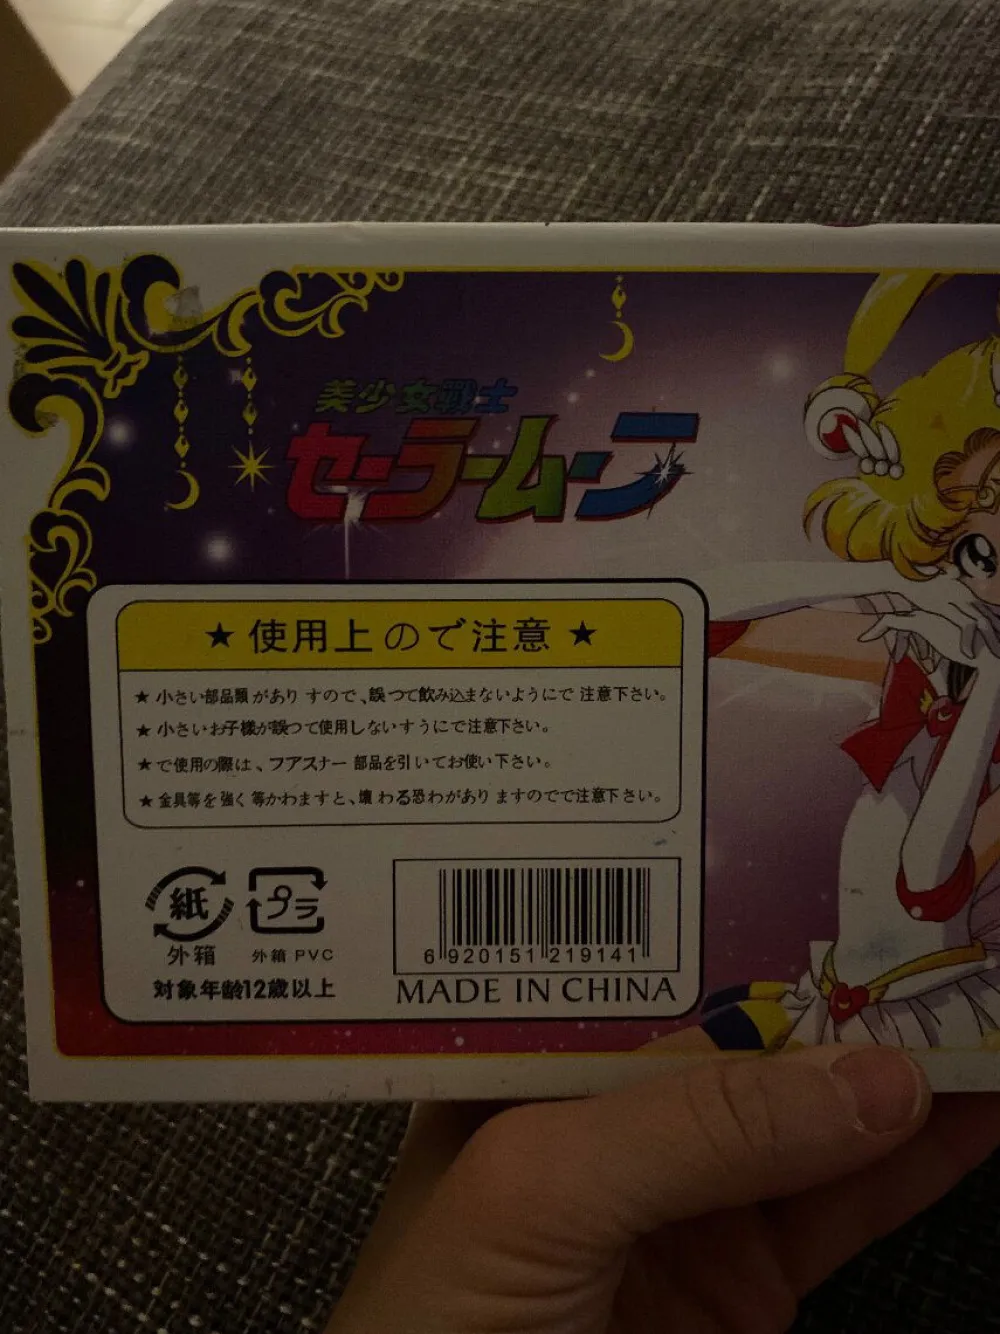 美少女戰士
セーラームーン
★ 使用上ので注意 ★
★ 小さい部品類があり すので、誤つて飲み込まないようにで 注意下さい。
★ 小さいお子様が誤つて使用しないすうにで注意下さい。
★ で使用の際は、フアスナー 部品を引いてお使い下さい。
★ 金具等を強く等かわますと、壊 わる恐わがあり ますのでで注意下さい。
紙
プラ
外箱
外箱 PVC
対象年齢12歳以上
6 920151 219141
MADE IN CHINA